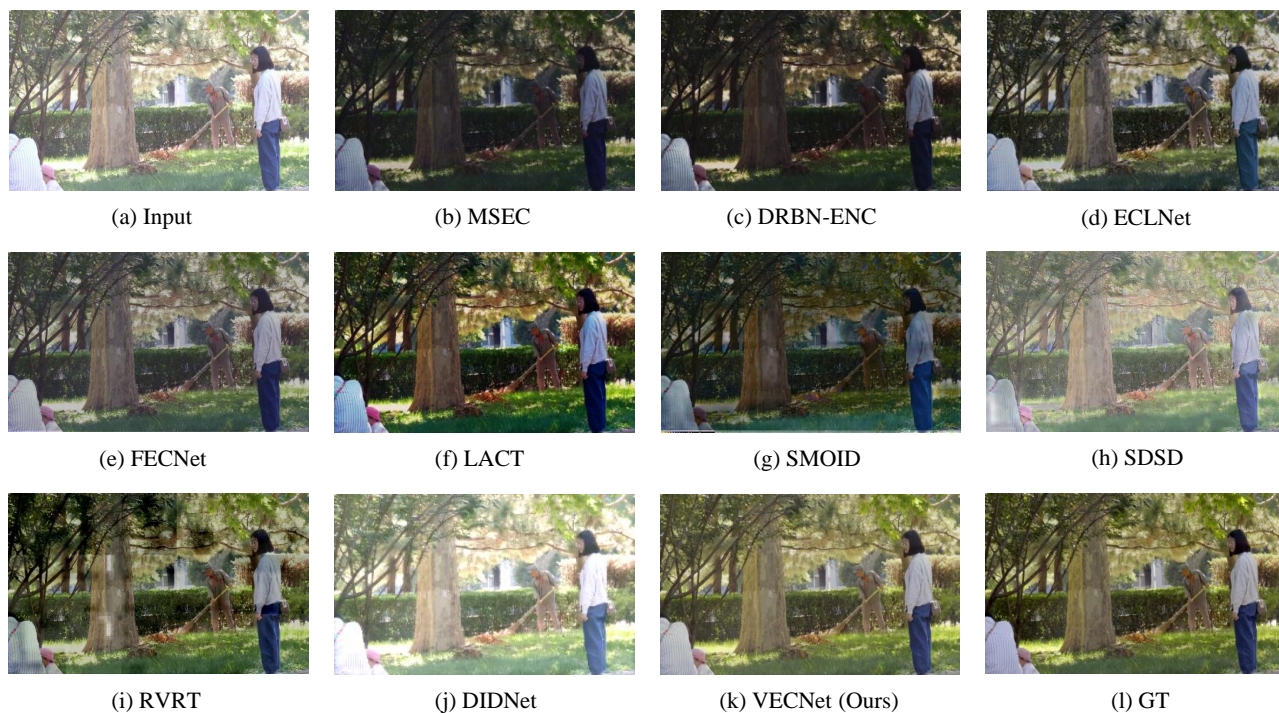 (a) Input
(b) MSEC
(c) DRBN-ENC
(d) ECLNet
(e) FECNet
(f) LACT
(g) SMOID
(h) SDSD
(i) RVRT
(j) DIDNet
(k) VECNet (Ours)
(l) GT